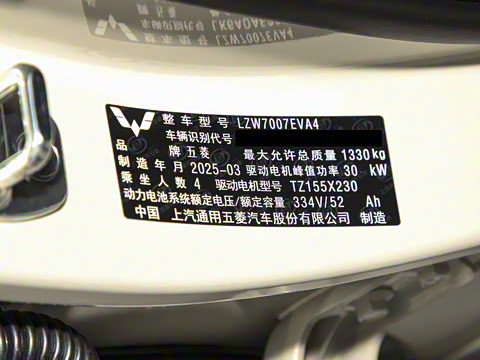 整车型号 LZW7007EVA4
车辆识别代号
品牌 五菱 最大允许总质量 1330kg
制造年月 2025-03 驱动电机峰值功率 30 kW
乘坐人数 4 驱动电机型号 TZ155X230
动力电池系统额定电压/额定容量 334V/52 Ah
中国 上汽通用五菱汽车股份有限公司 制造